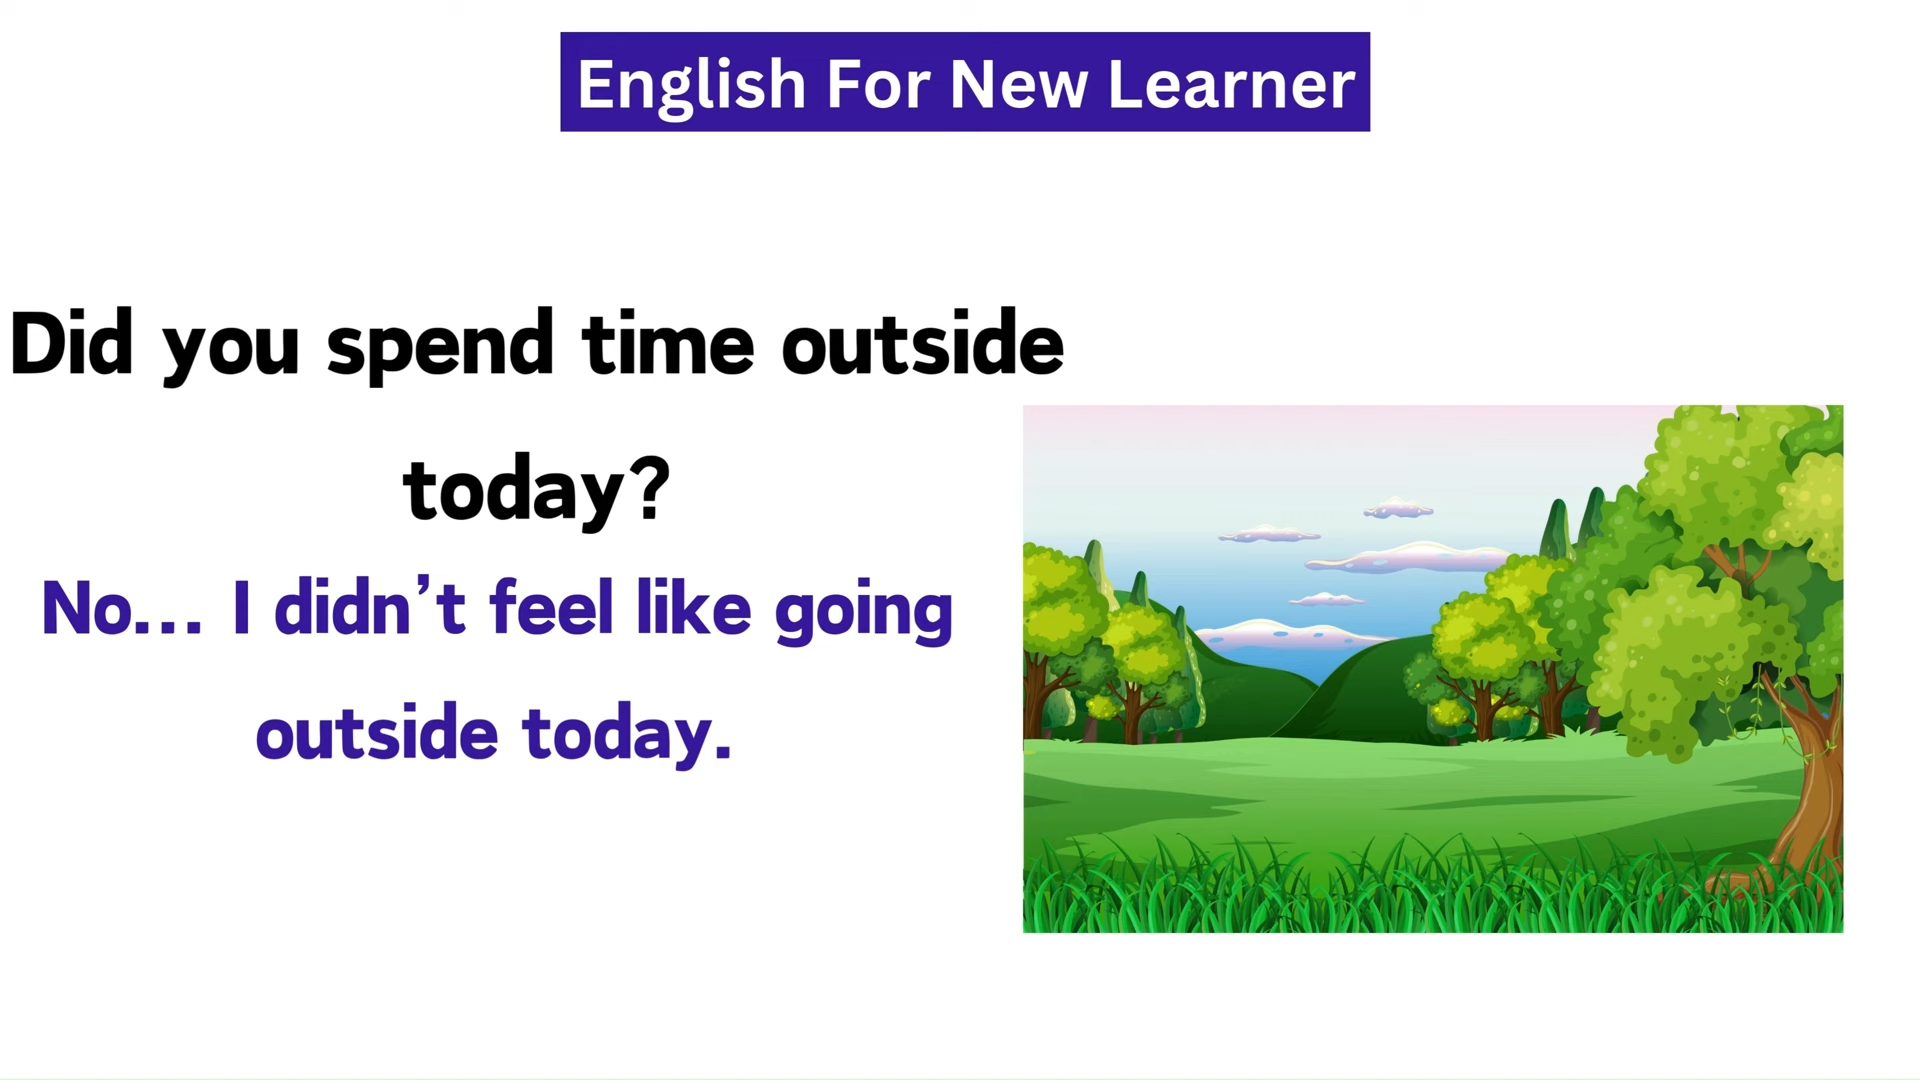 English For New Learner
Did you spend time outside
today?
No... I didn’t feel like going
outside today.